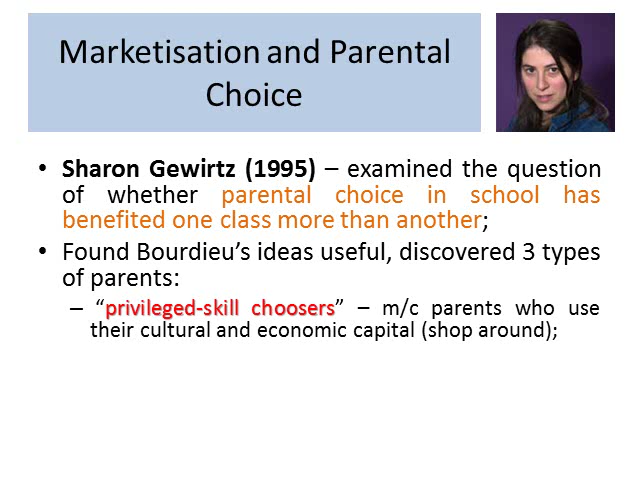 Marketisation and Parental
Choice
• Sharon Gewirtz (1995) – examined the question
of whether parental choice in school has
benefited one class more than another;
• Found Bourdieu’s ideas useful, discovered 3 types
of parents:
– “privileged-skill choosers” – m/c parents who use
their cultural and economic capital (shop around);